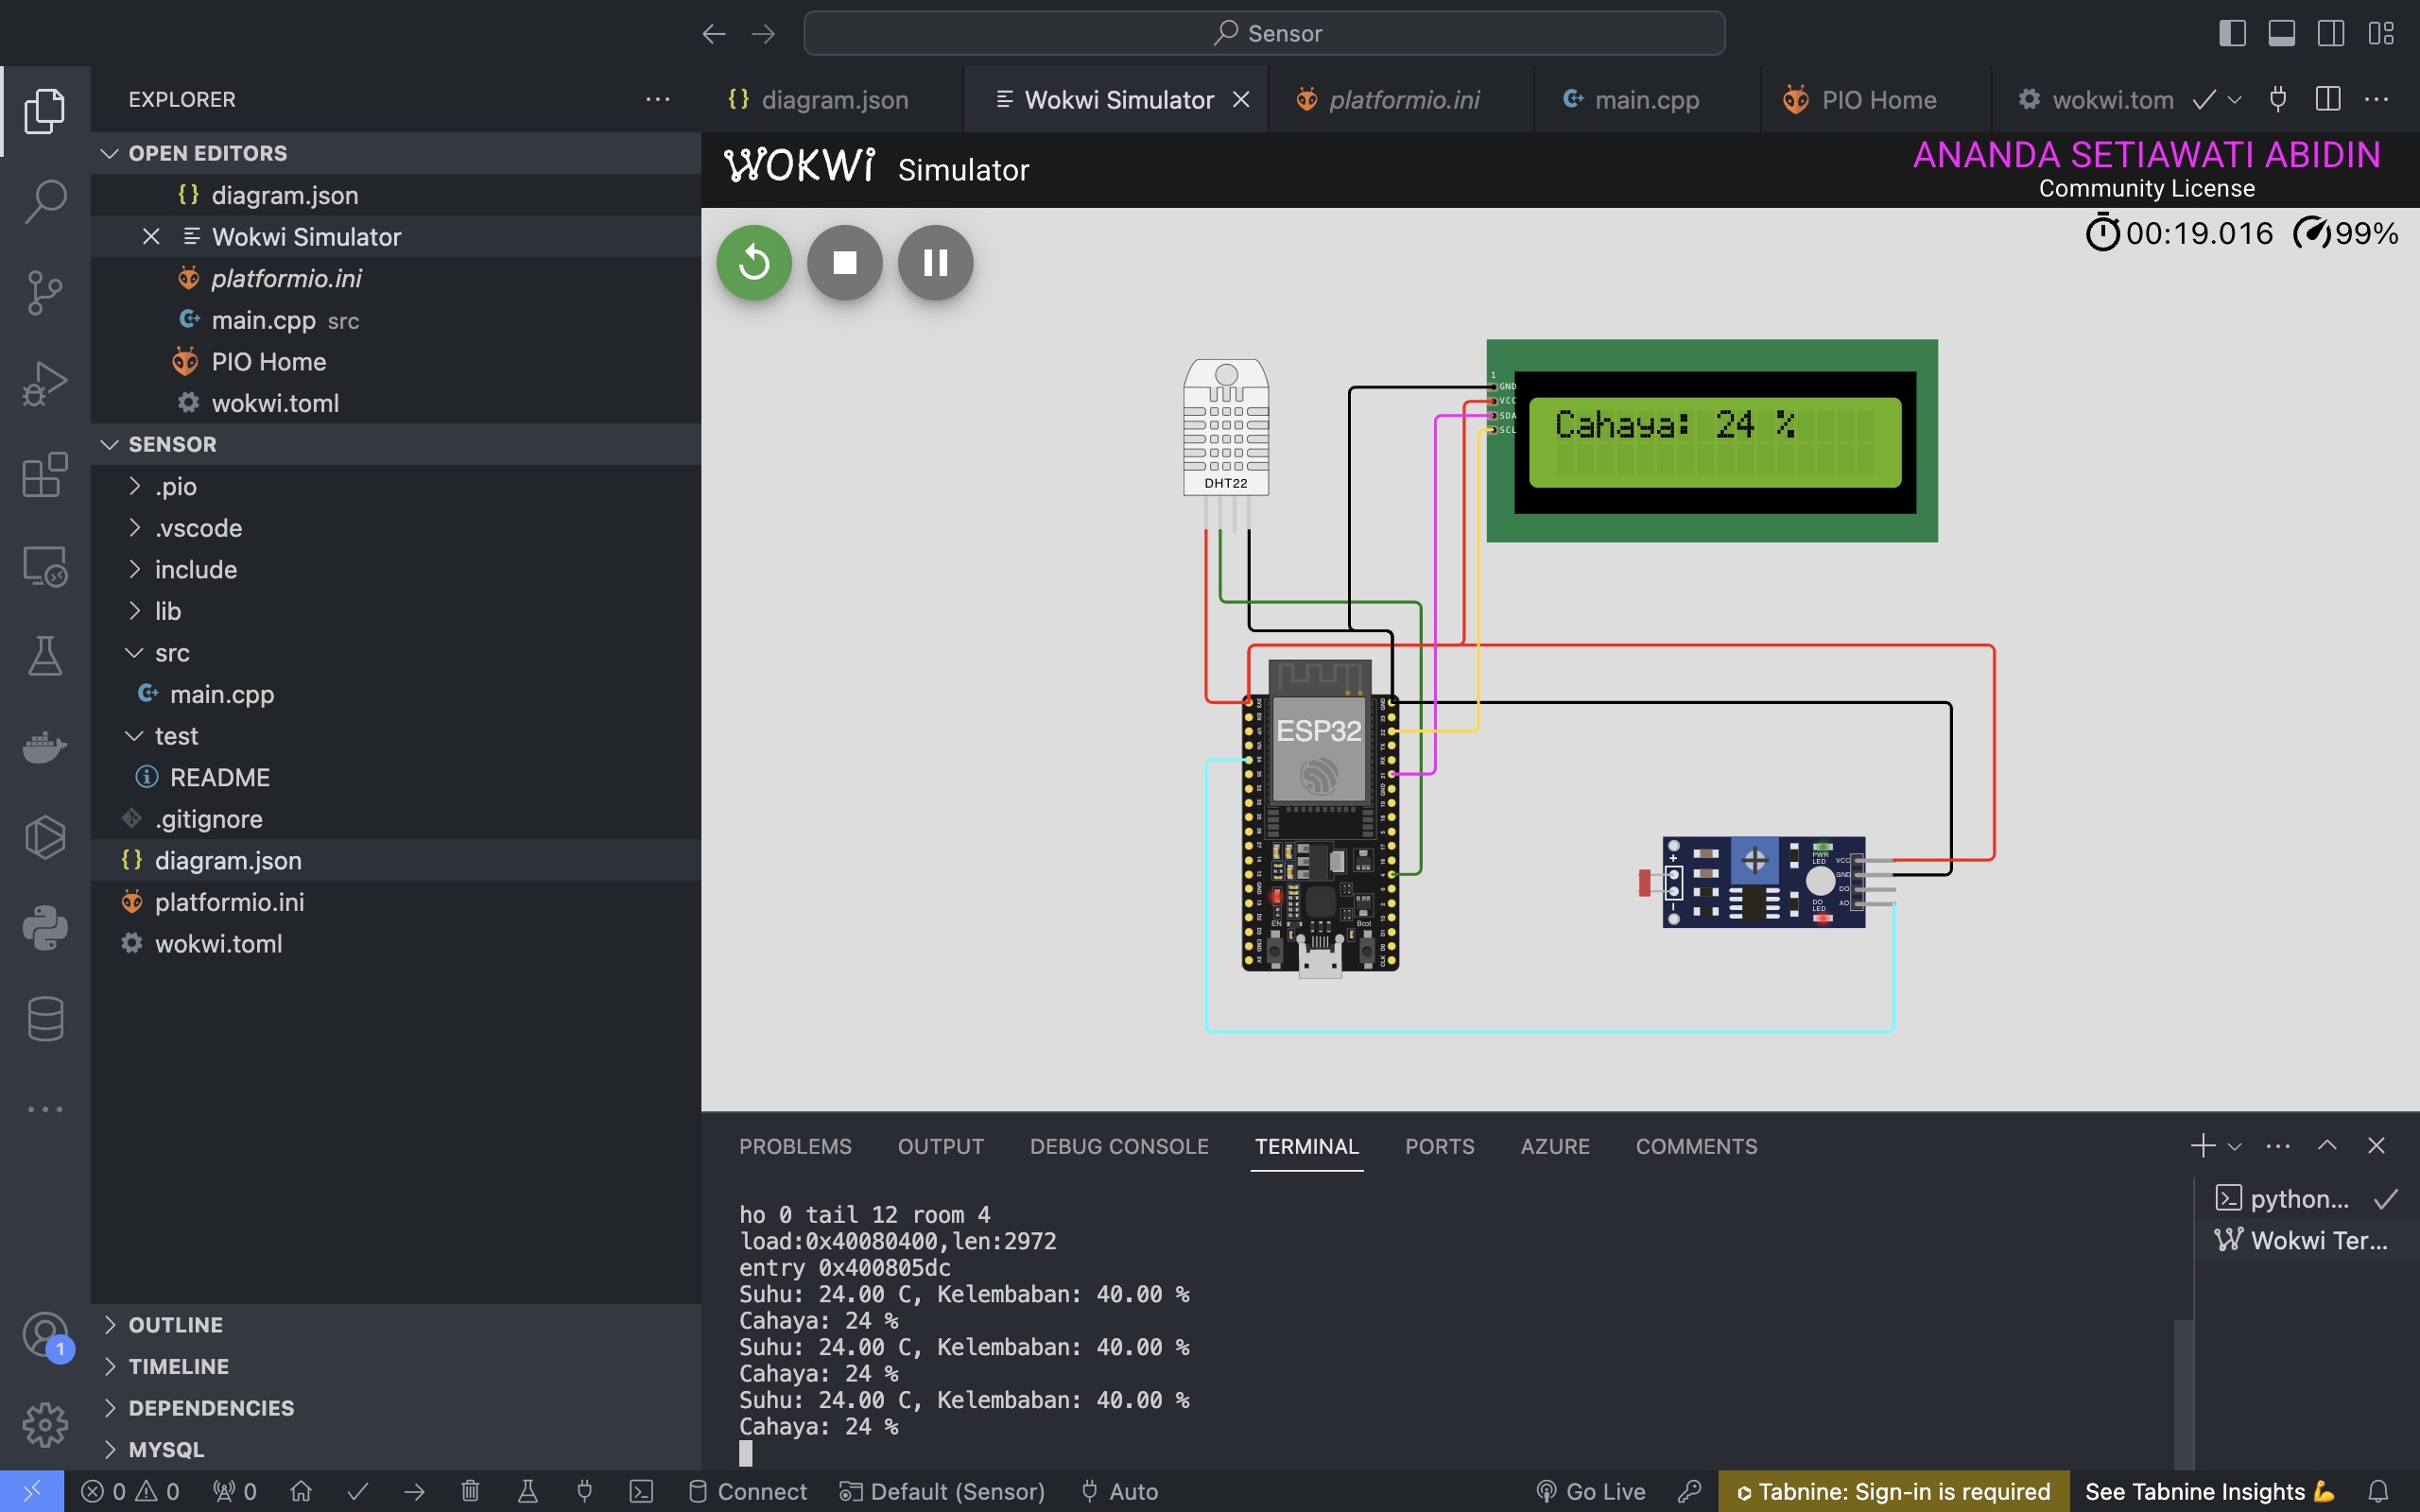 Sensor
EXPLORER
OPEN EDITORS
diagram.json
Wokwi Simulator
platformio.ini
main.cpp src
PIO Home
wokwi.toml
SENSOR
.pio
.vscode
include
lib
src
main.cpp
test
README
.gitignore
diagram.json
platformio.ini
wokwi.toml
OUTLINE
TIMELINE
DEPENDENCIES
MYSQL
diagram.json
Wokwi Simulator
platformio.ini
main.cpp
PIO Home
wokwi.tom
WOKWi Simulator
ANANDA SETIAWATI ABIDIN
Community License
00:19.016 99%
DHT22
1
GND
VCC
SDA
SCL
Cahaya: 24 %
ESP32
EN
Boot
PWR
LED
DO
LED
VCC
GND
DO
AO
PROBLEMS OUTPUT DEBUG CONSOLE TERMINAL PORTS AZURE COMMENTS
ho 0 tail 12 room 4
load:0x40080400,len:2972
entry 0x400805dc
Suhu: 24.00 C, Kelembaban: 40.00 %
Cahaya: 24 %
Suhu: 24.00 C, Kelembaban: 40.00 %
Cahaya: 24 %
Suhu: 24.00 C, Kelembaban: 40.00 %
Cahaya: 24 %
python...
Wokwi Ter...
1
0 0 0 Connect Default (Sensor) Auto Go Live Tabnine: Sign-in is required See Tabnine Insights 💪